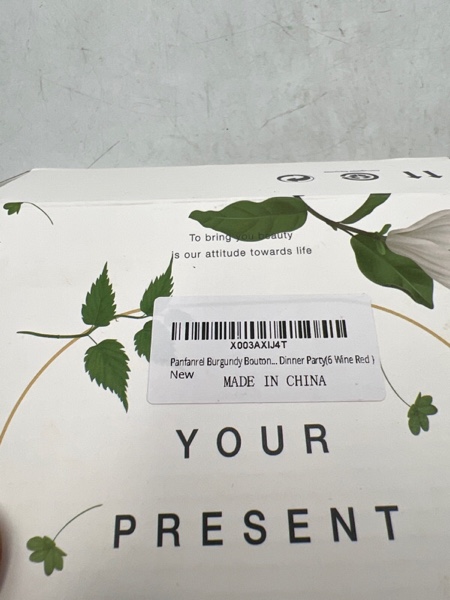 11
To bring you beauty
is our attitude towards life
X003AXIJ4T
Panfanrel Burgundy Bouton... Dinner Party(6 Wine Red )
New
MADE IN CHINA
YOUR
PRESENT